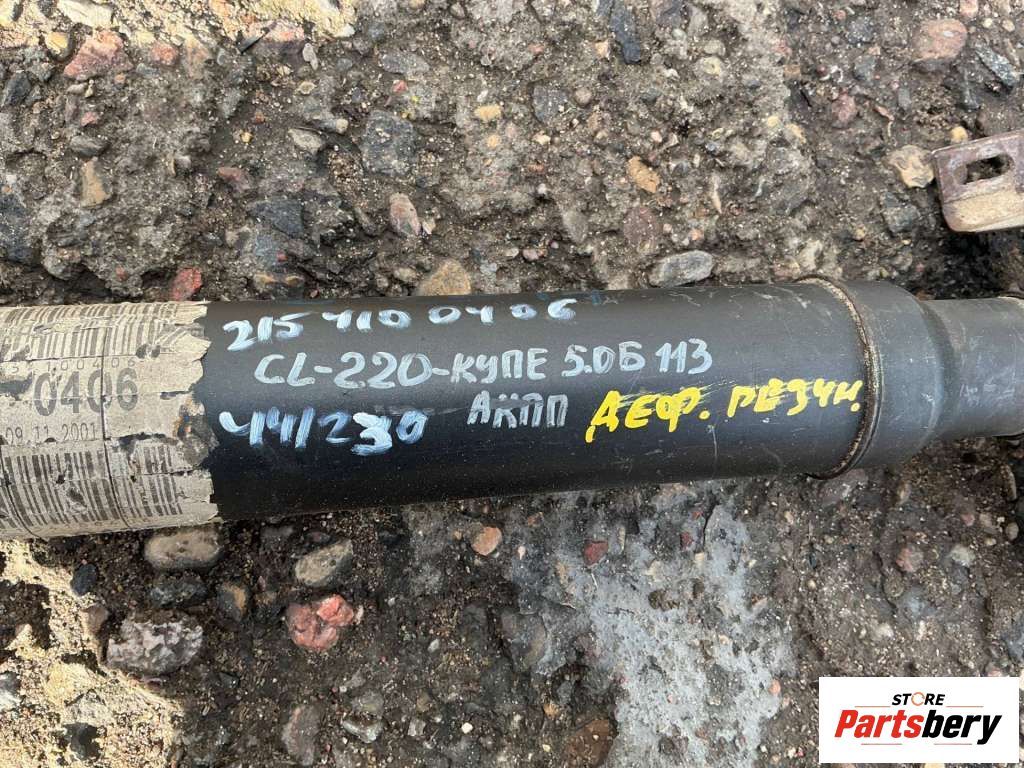 215 410 04 06
CL-220-КУПЕ 5.0Б 113
АКПП
44/230
ДЕФ. РЕЗЧН.
0406
09.11.2001
STORE
Partsbery